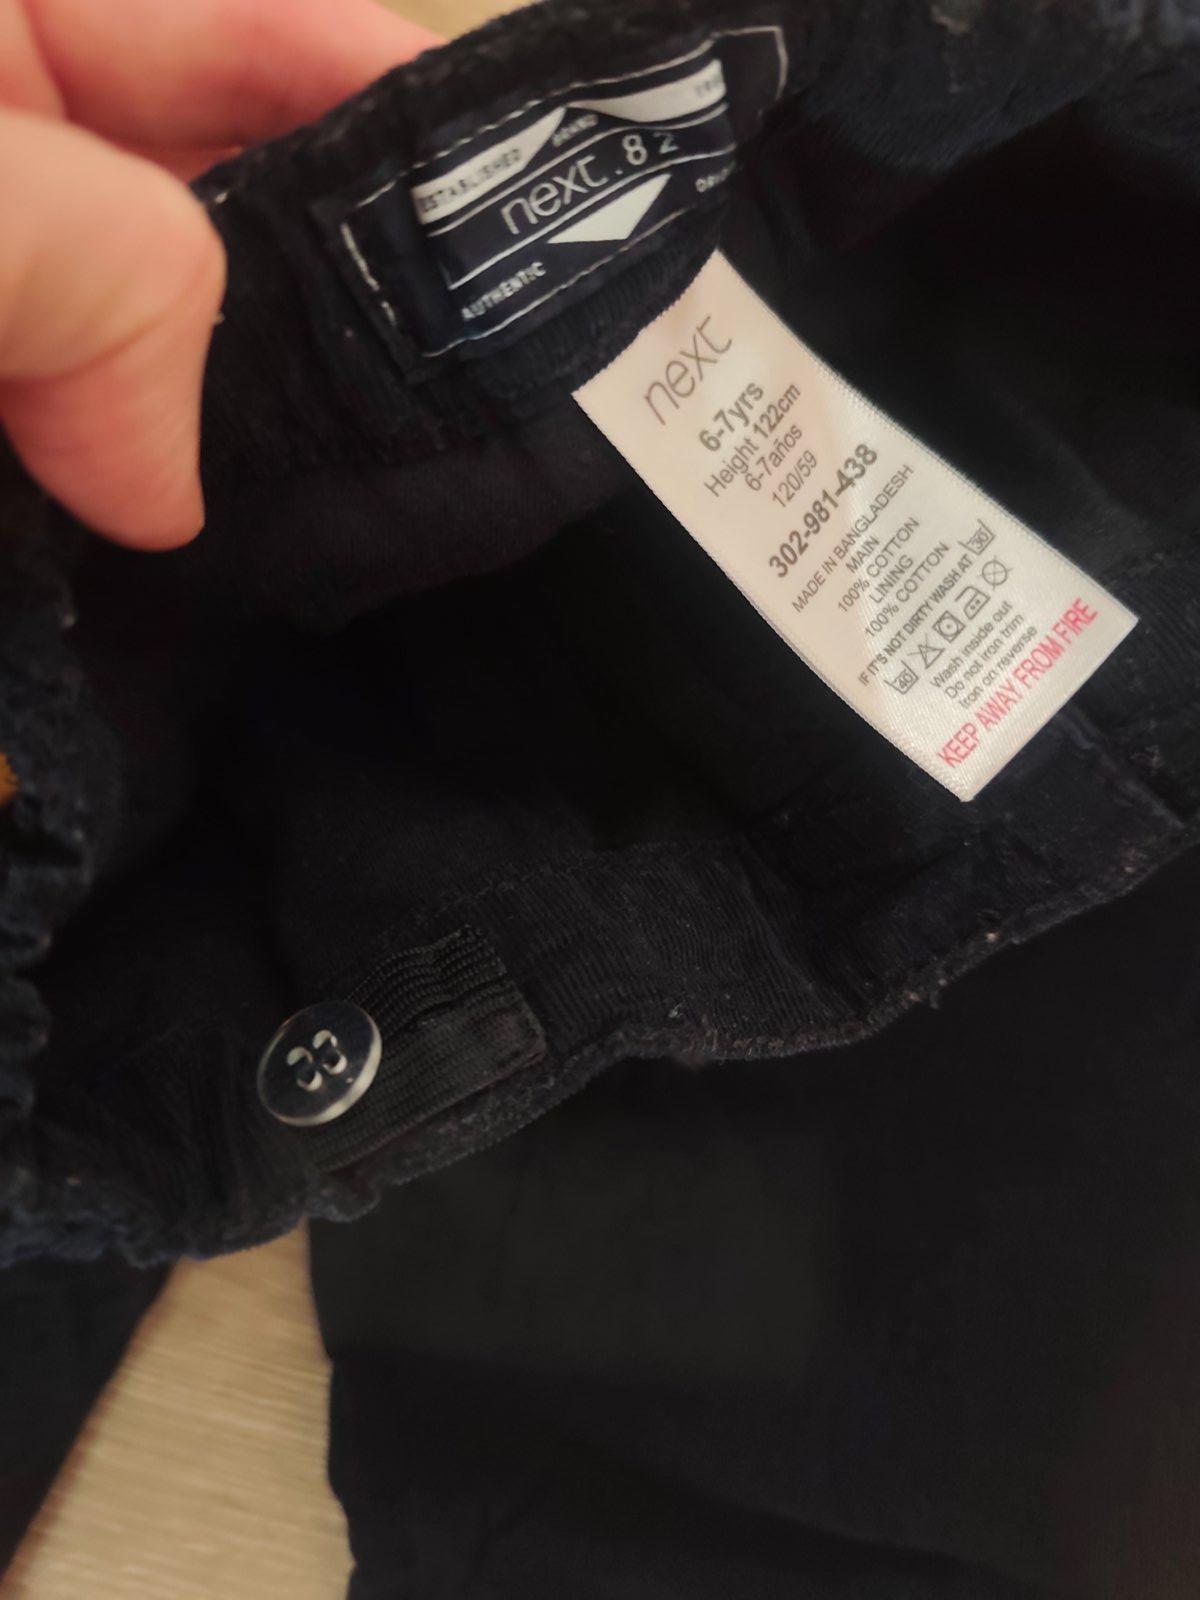 ESTABLISHED
BRAND
next.82
AUTHENTIC
next
6-7yrs
Height 122cm
6-7años
120/59
302-981-438
MADE IN BANGLADESH
MAIN
100% COTTON
LINING
100% COTTON
IF IT'S NOT DIRTY WASH AT 30
40
Wash inside out
Do not iron trim
Iron on reverse
KEEP AWAY FROM FIRE